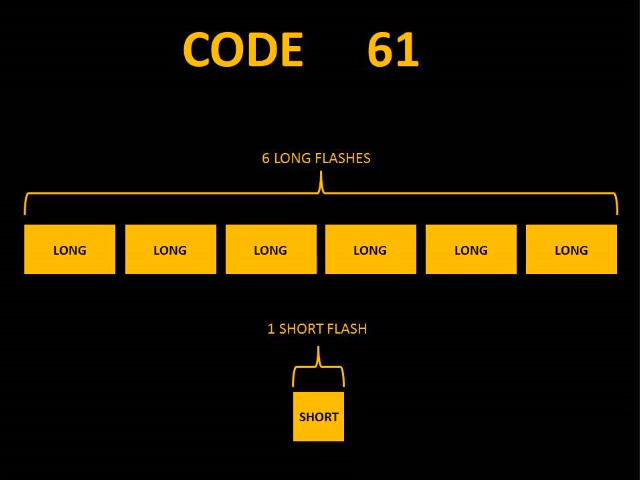 CODE 61
6 LONG FLASHES
LONG LONG LONG LONG LONG LONG
1 SHORT FLASH
SHORT